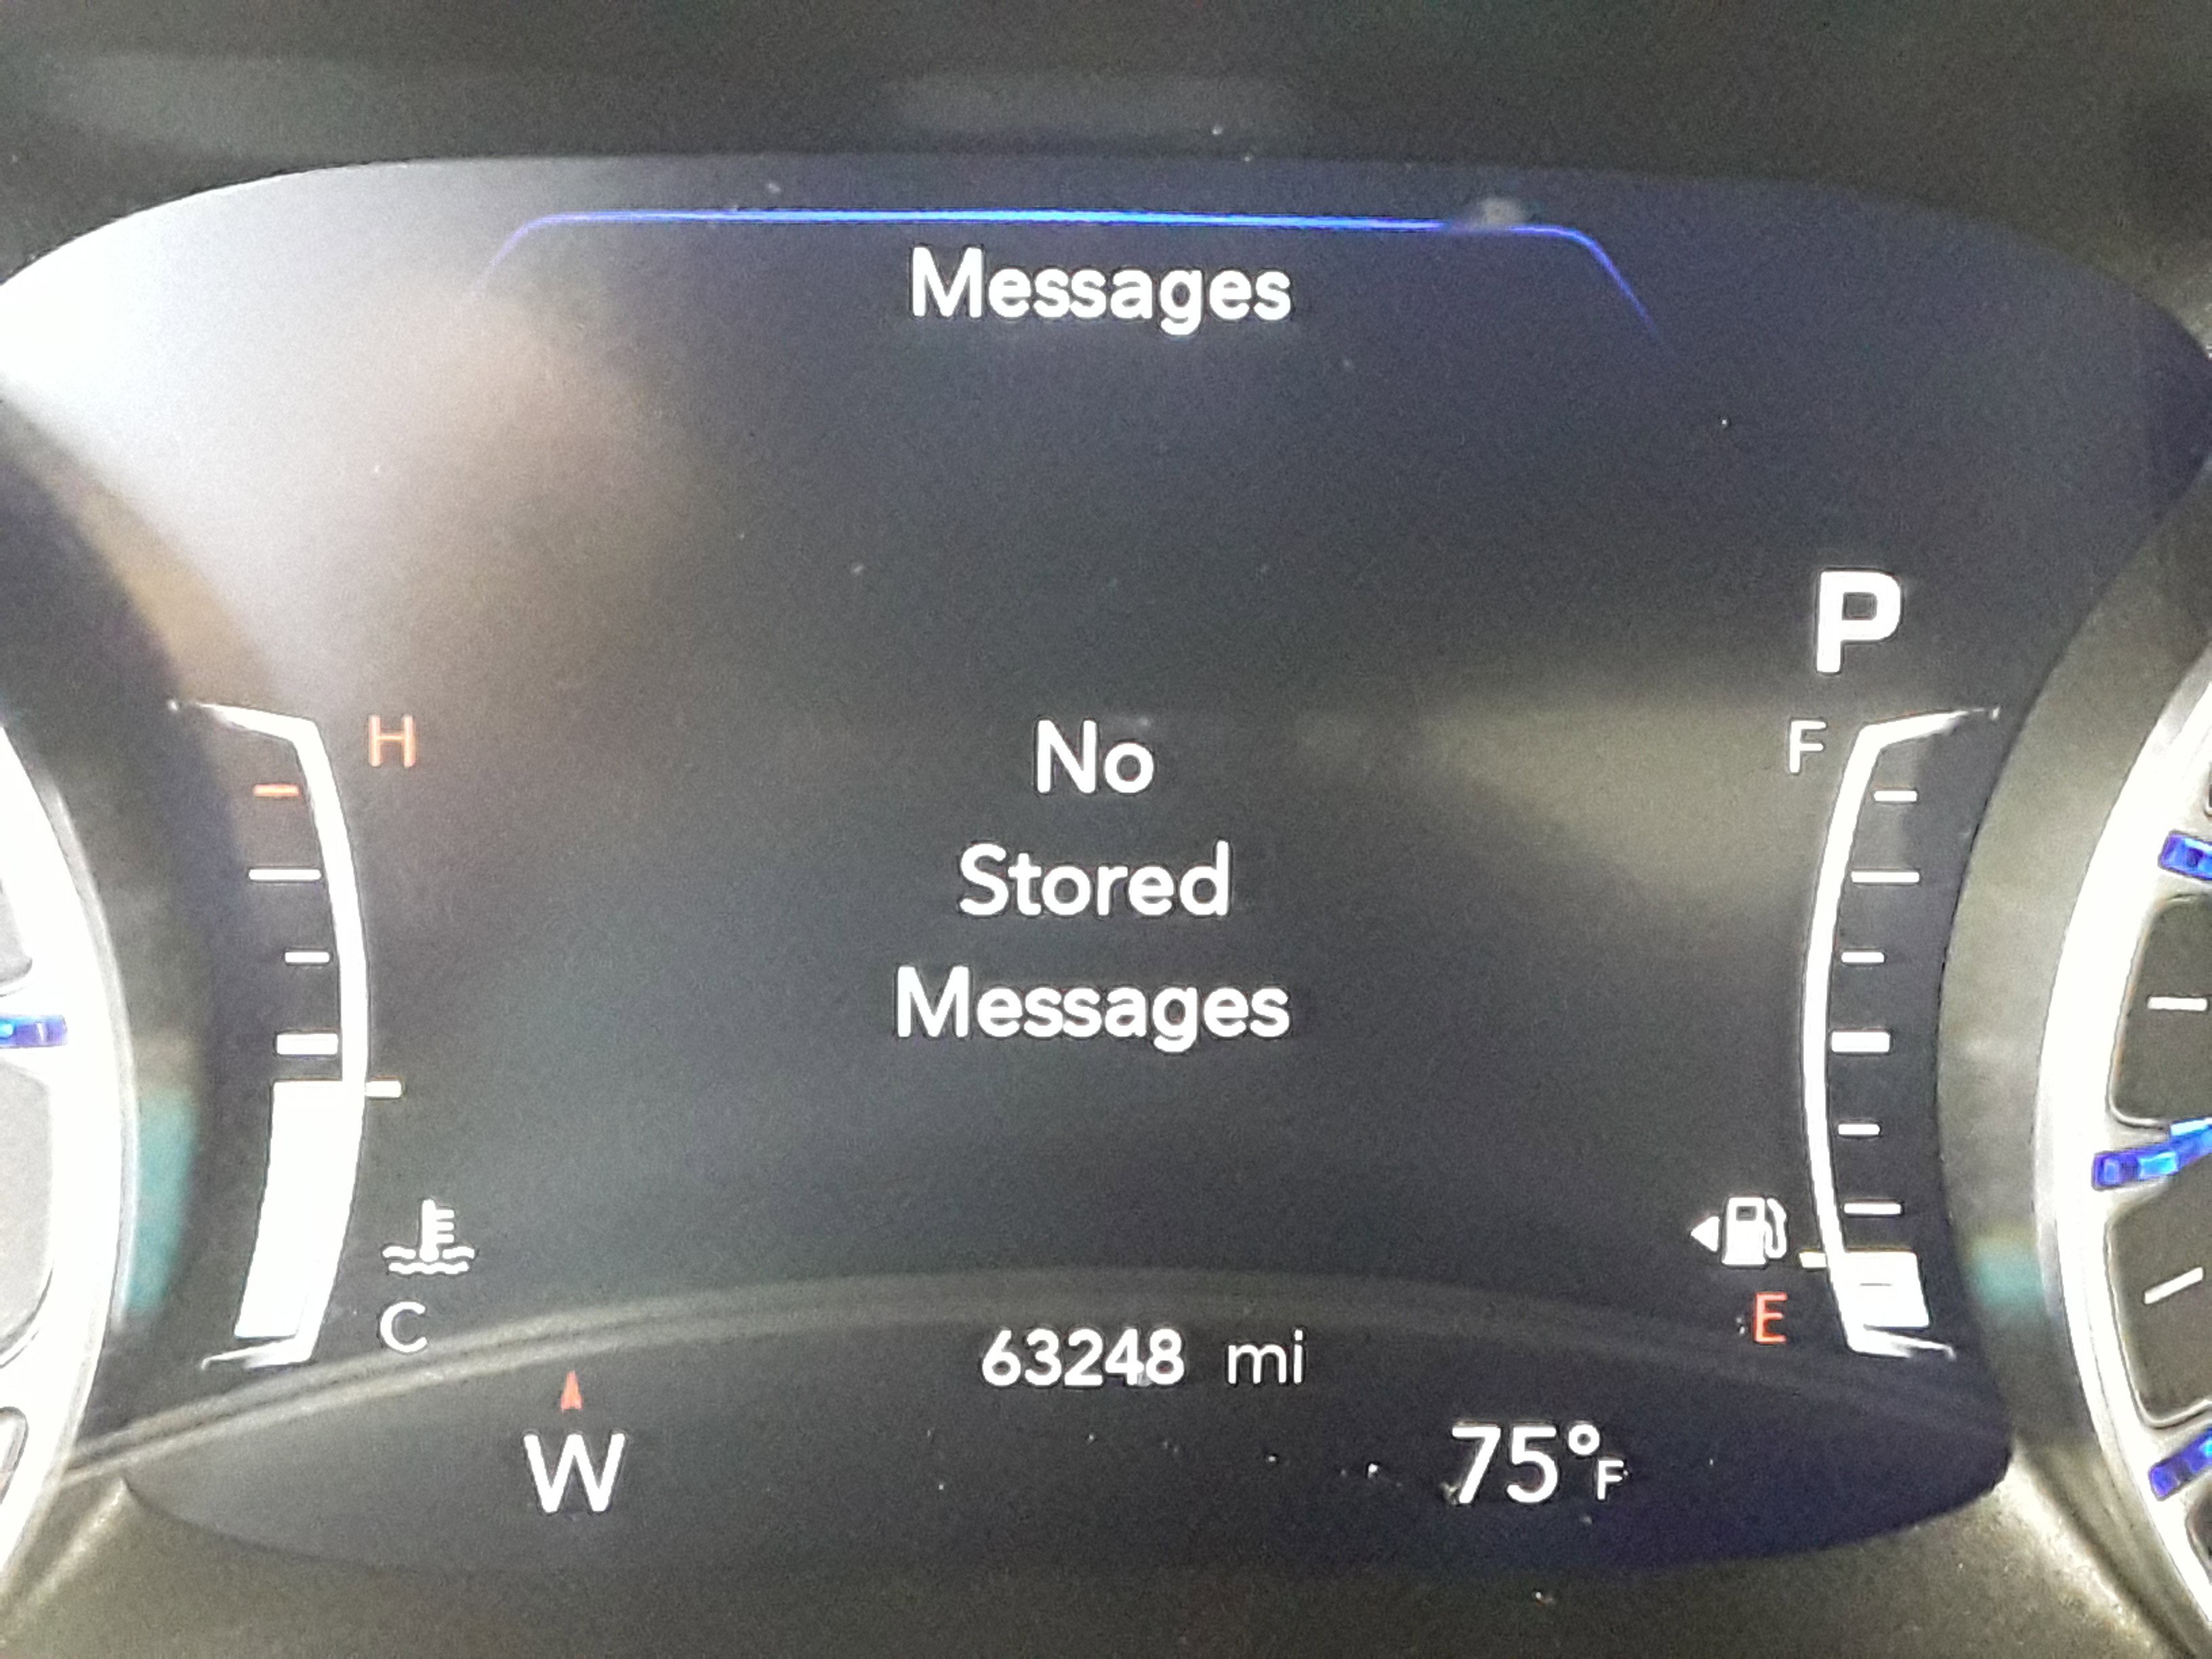 Messages
P
H
F
No
Stored
Messages
E
C
63248 mi
W
75°F